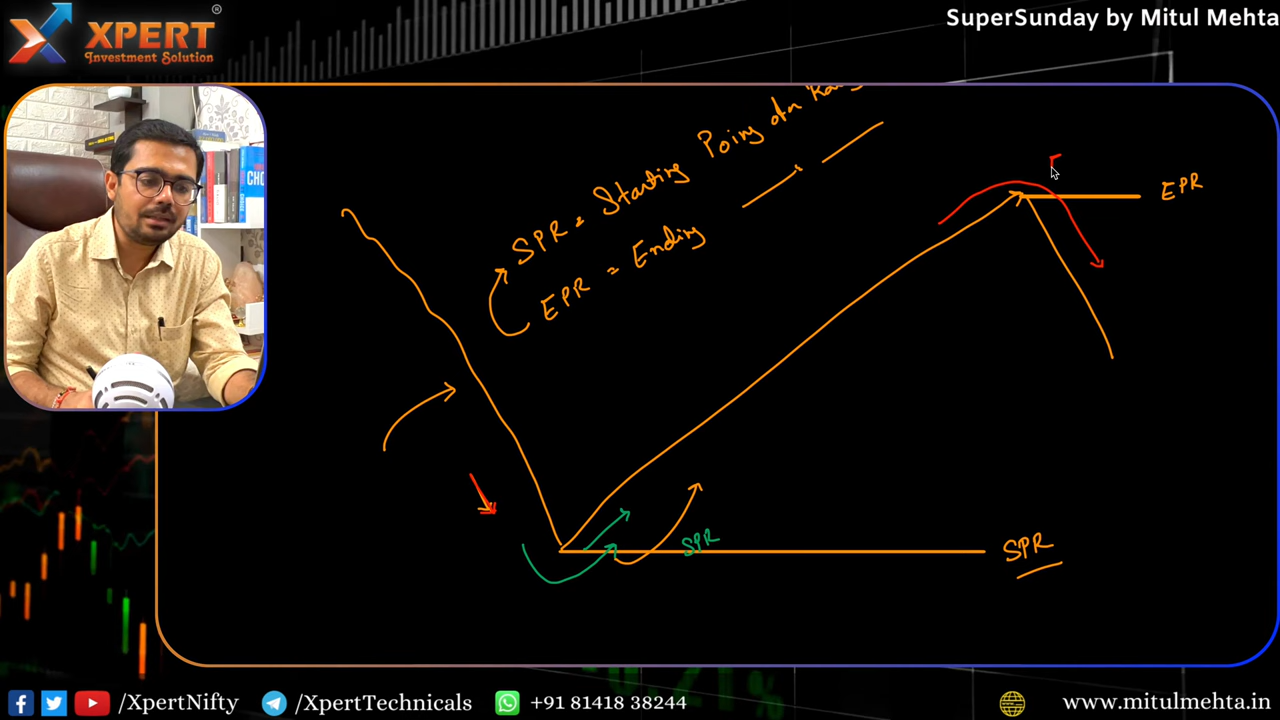 SuperSunday by Mitul Mehta
XPERT
Investment Solution
SPR = Starting Poing of a
EPR = Ending
EPR
SPR
SPR
/XpertNifty
/XpertTechnicals
+91 81418 38244
www.mitulmehta.in